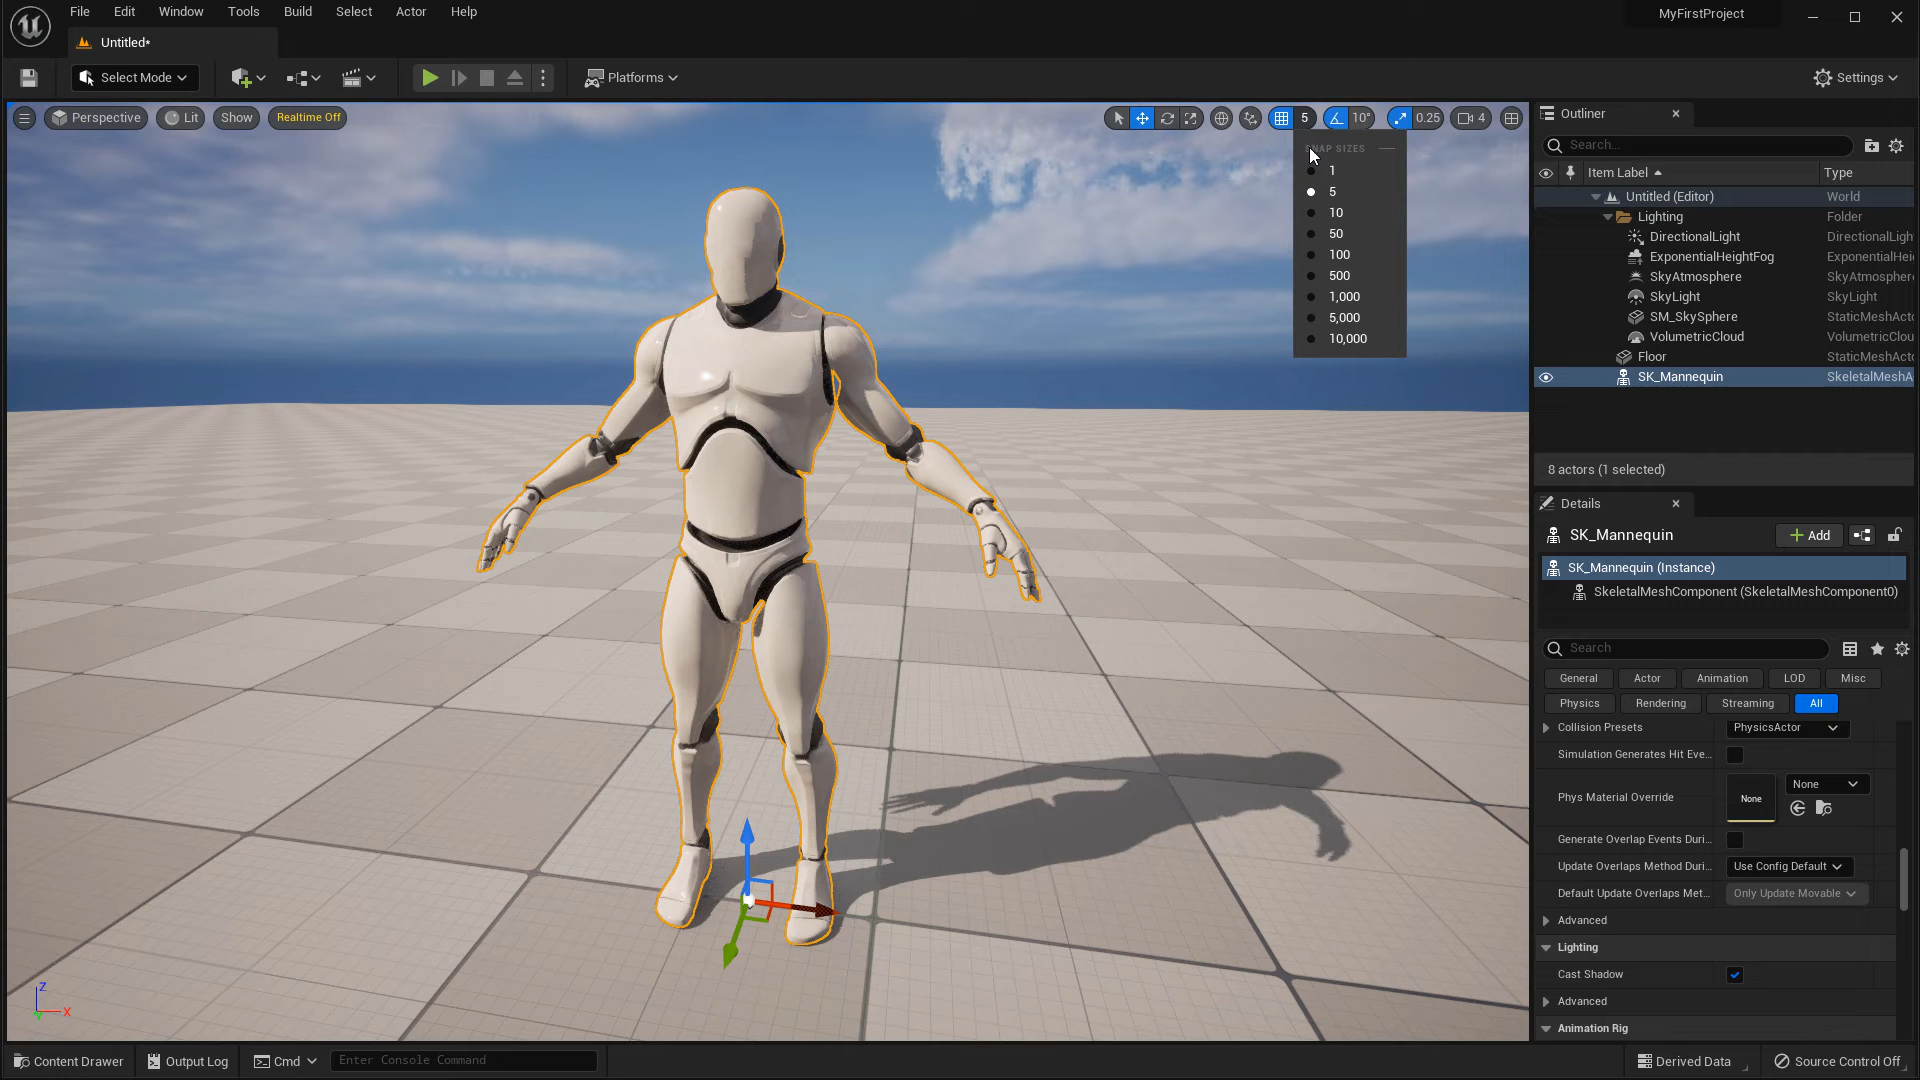 File Edit Window Tools Build Select Actor Help
MyFirstProject
Untitled*
Select Mode
Platforms
Settings
Perspective Lit Show Realtime Off
5 10° 0.25 4
SNAP SIZES
1
5
10
50
100
500
1,000
5,000
10,000
Outliner
Search...
Item Label Type
Untitled (Editor) World
Lighting Folder
DirectionalLight DirectionalLigh
ExponentialHeightFog ExponentialHei
SkyAtmosphere SkyAtmospher
SkyLight SkyLight
SM_SkySphere StaticMeshActo
VolumetricCloud VolumetricClou
Floor StaticMeshActo
SK_Mannequin SkeletalMeshA
8 actors (1 selected)
Details
SK_Mannequin Add
SK_Mannequin (Instance)
SkeletalMeshComponent (SkeletalMeshComponent0)
Search
General Actor Animation LOD Misc
Physics Rendering Streaming All
Collision Presets PhysicsActor
Simulation Generates Hit Eve...
Phys Material Override None None
Generate Overlap Events Duri...
Update Overlaps Method Duri... Use Config Default
Default Update Overlaps Met... Only Update Movable
Advanced
Lighting
Cast Shadow
Advanced
Animation Rig
Z
X
Y
Content Drawer Output Log Cmd Enter Console Command
Derived Data Source Control Off